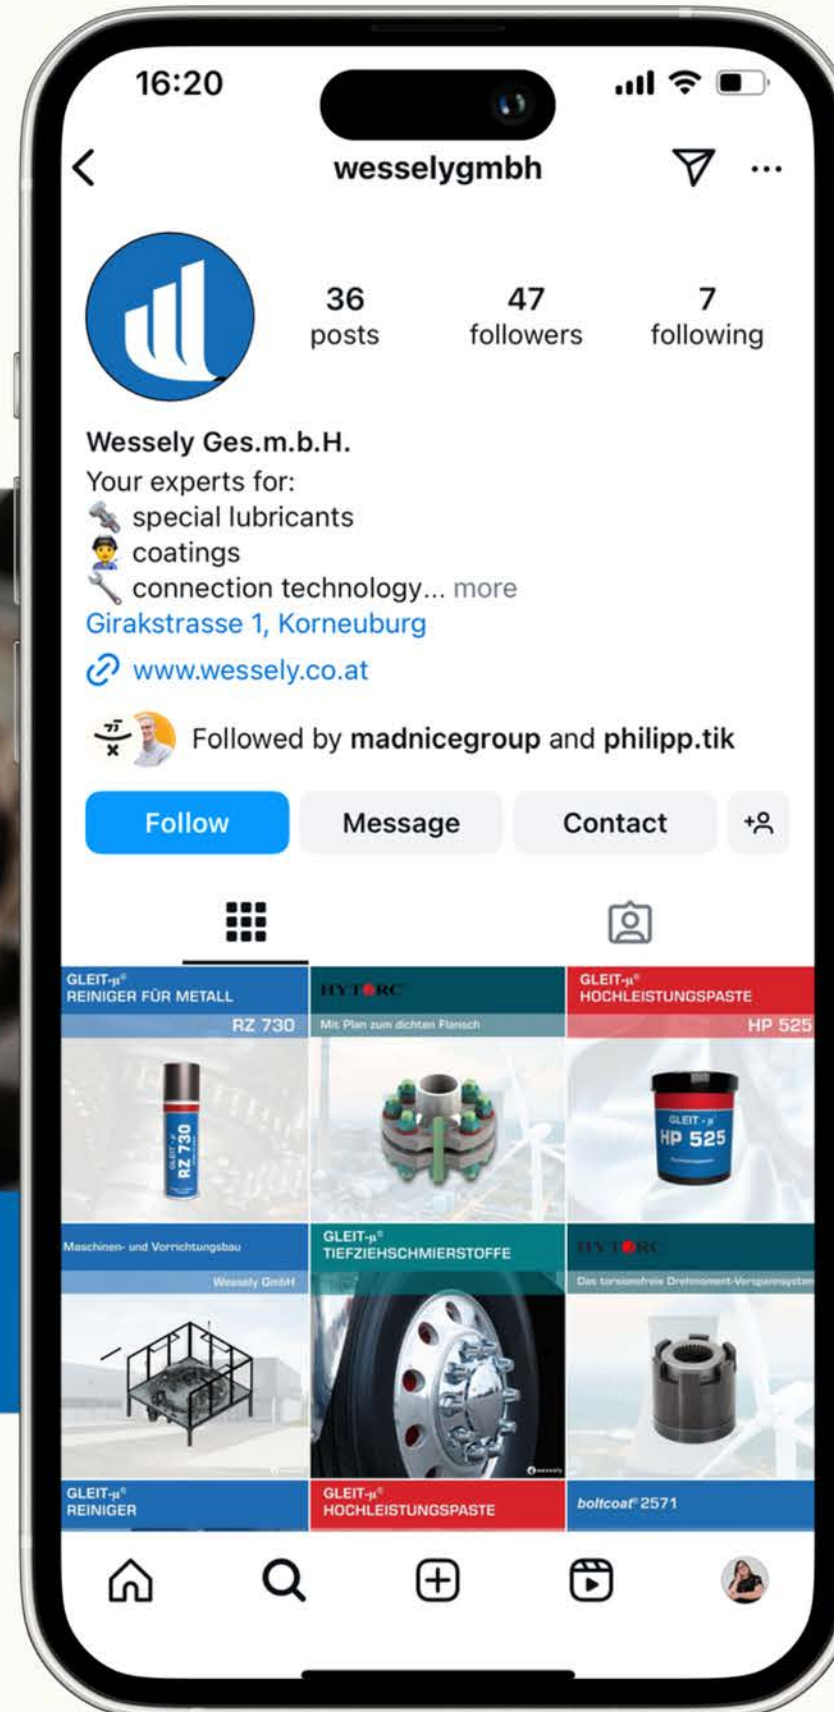 16:20
wesselygmbh
36
posts
47
followers
7
following
Wessely Ges.m.b.H.
Your experts for:
special lubricants
coatings
connection technology... more
Girakstrasse 1, Korneuburg
www.wessely.co.at
Followed by madnicegroup and philipp.tik
Follow
Message
Contact
GLEIT-µ®
REINIGER FÜR METALL
RZ 730
GLEIT-µ
RZ 730
HYTORC
Mit Plan zum dichten Flansch
GLEIT-µ®
HOCHLEISTUNGSPASTE
HP 525
GLEIT-µ
HP 525
Maschinen- und Vorrichtungsbau
Wessely GmbH
GLEIT-µ®
TIEFZIEHSCHMIERSTOFFE
wessely
HYTORC
Das torsionsfreie Drehmoment-Vorspannsystem
GLEIT-µ®
REINIGER
GLEIT-µ®
HOCHLEISTUNGSPASTE
boltcoat® 2571